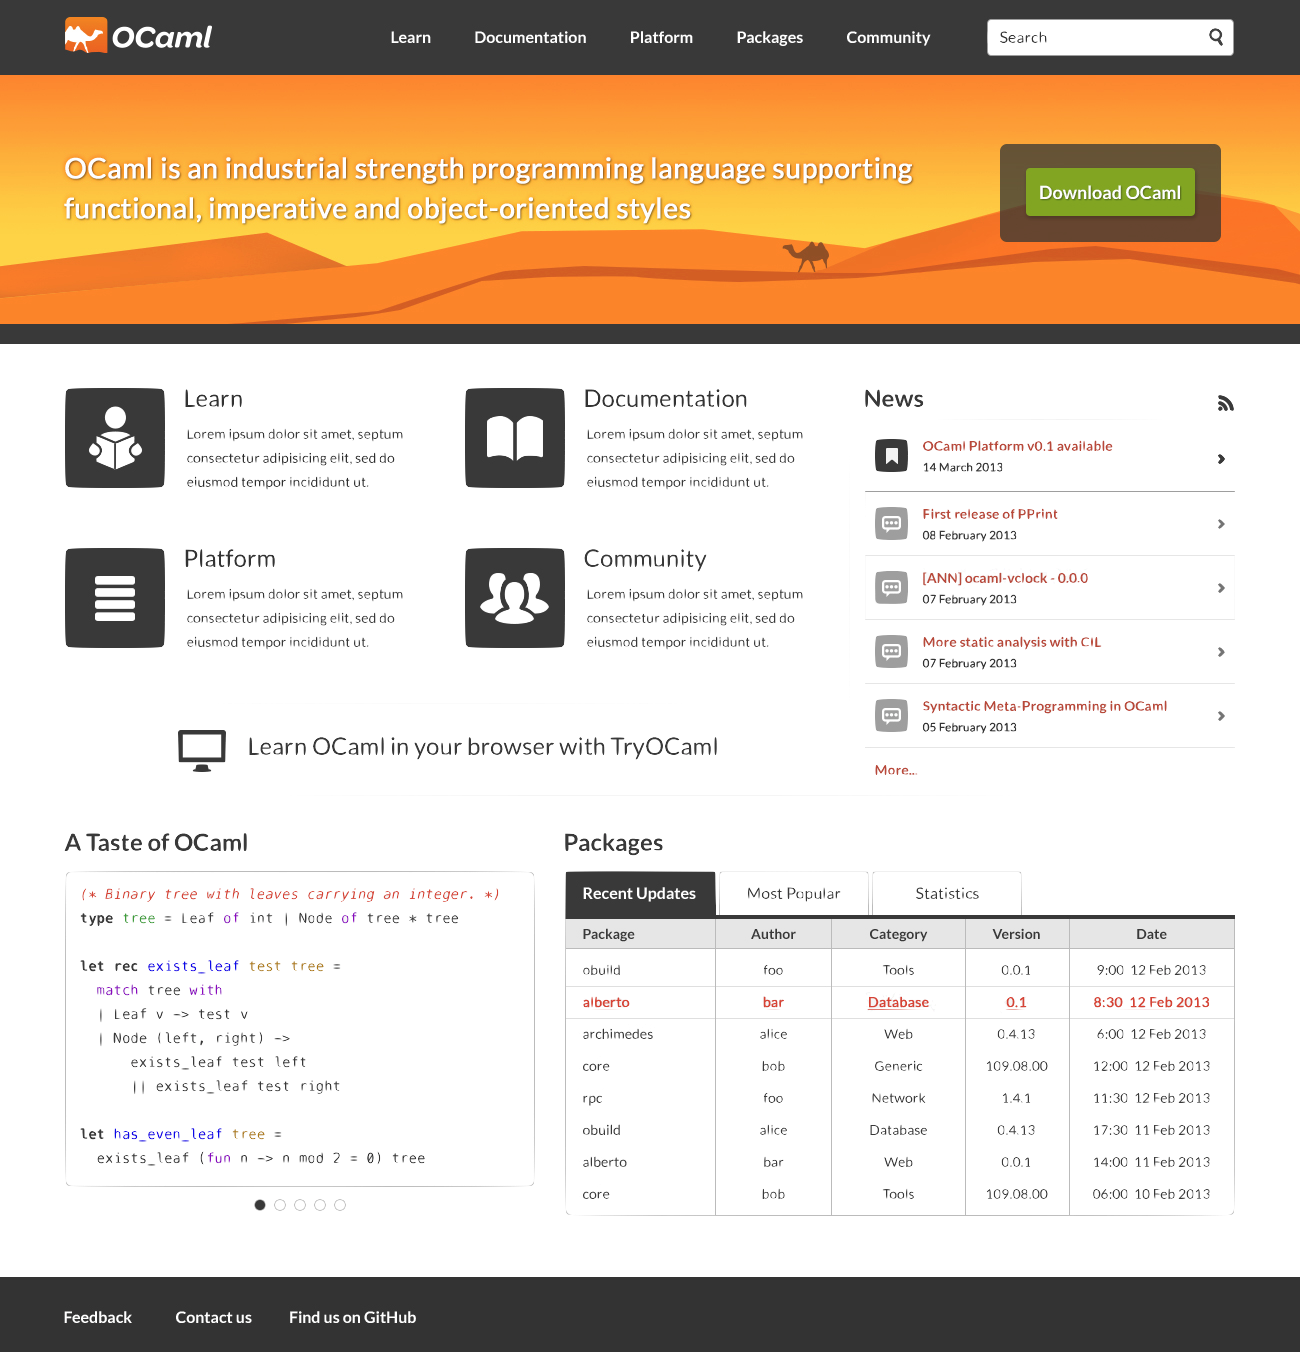 OCaml
Learn Documentation Platform Packages Community
Search
OCaml is an industrial strength programming language supporting
functional, imperative and object-oriented styles
Download OCaml
Learn
Lorem ipsum dolor sit amet, septum
consectetur adipisicing elit, sed do
eiusmod tempor incididunt ut.
Documentation
Lorem ipsum dolor sit amet, septum
consectetur adipisicing elit, sed do
eiusmod tempor incididunt ut.
Platform
Lorem ipsum dolor sit amet, septum
consectetur adipisicing elit, sed do
eiusmod tempor incididunt ut.
Community
Lorem ipsum dolor sit amet, septum
consectetur adipisicing elit, sed do
eiusmod tempor incididunt ut.
News
OCaml Platform v0.1 available
14 March 2013
First release of PPrint
08 February 2013
[ANN] ocaml-vclock - 0.0.0
07 February 2013
More static analysis with CIL
07 February 2013
Syntactic Meta-Programming in OCaml
05 February 2013
More...
Learn OCaml in your browser with TryOCaml
A Taste of OCaml
(* Binary tree with leaves carrying an integer. *)
type tree = Leaf of int | Node of tree * tree
let rec exists_leaf test tree =
match tree with
| Leaf v -> test v
| Node (left, right) ->
exists_leaf test left
|| exists_leaf test right
let has_even_leaf tree =
exists_leaf (fun n -> n mod 2 = 0) tree
Packages
Recent Updates Most Popular Statistics
Package Author Category Version Date
obuild foo Tools 0.0.1 9:00 12 Feb 2013
alberto bar Database 0.1 8:30 12 Feb 2013
archimedes alice Web 0.4.13 6:00 12 Feb 2013
core bob Generic 109.08.00 12:00 12 Feb 2013
rpc foo Network 1.4.1 11:30 12 Feb 2013
obuild alice Database 0.4.13 17:30 11 Feb 2013
alberto bar Web 0.0.1 14:00 11 Feb 2013
core bob Tools 109.08.00 06:00 10 Feb 2013
Feedback Contact us Find us on GitHub